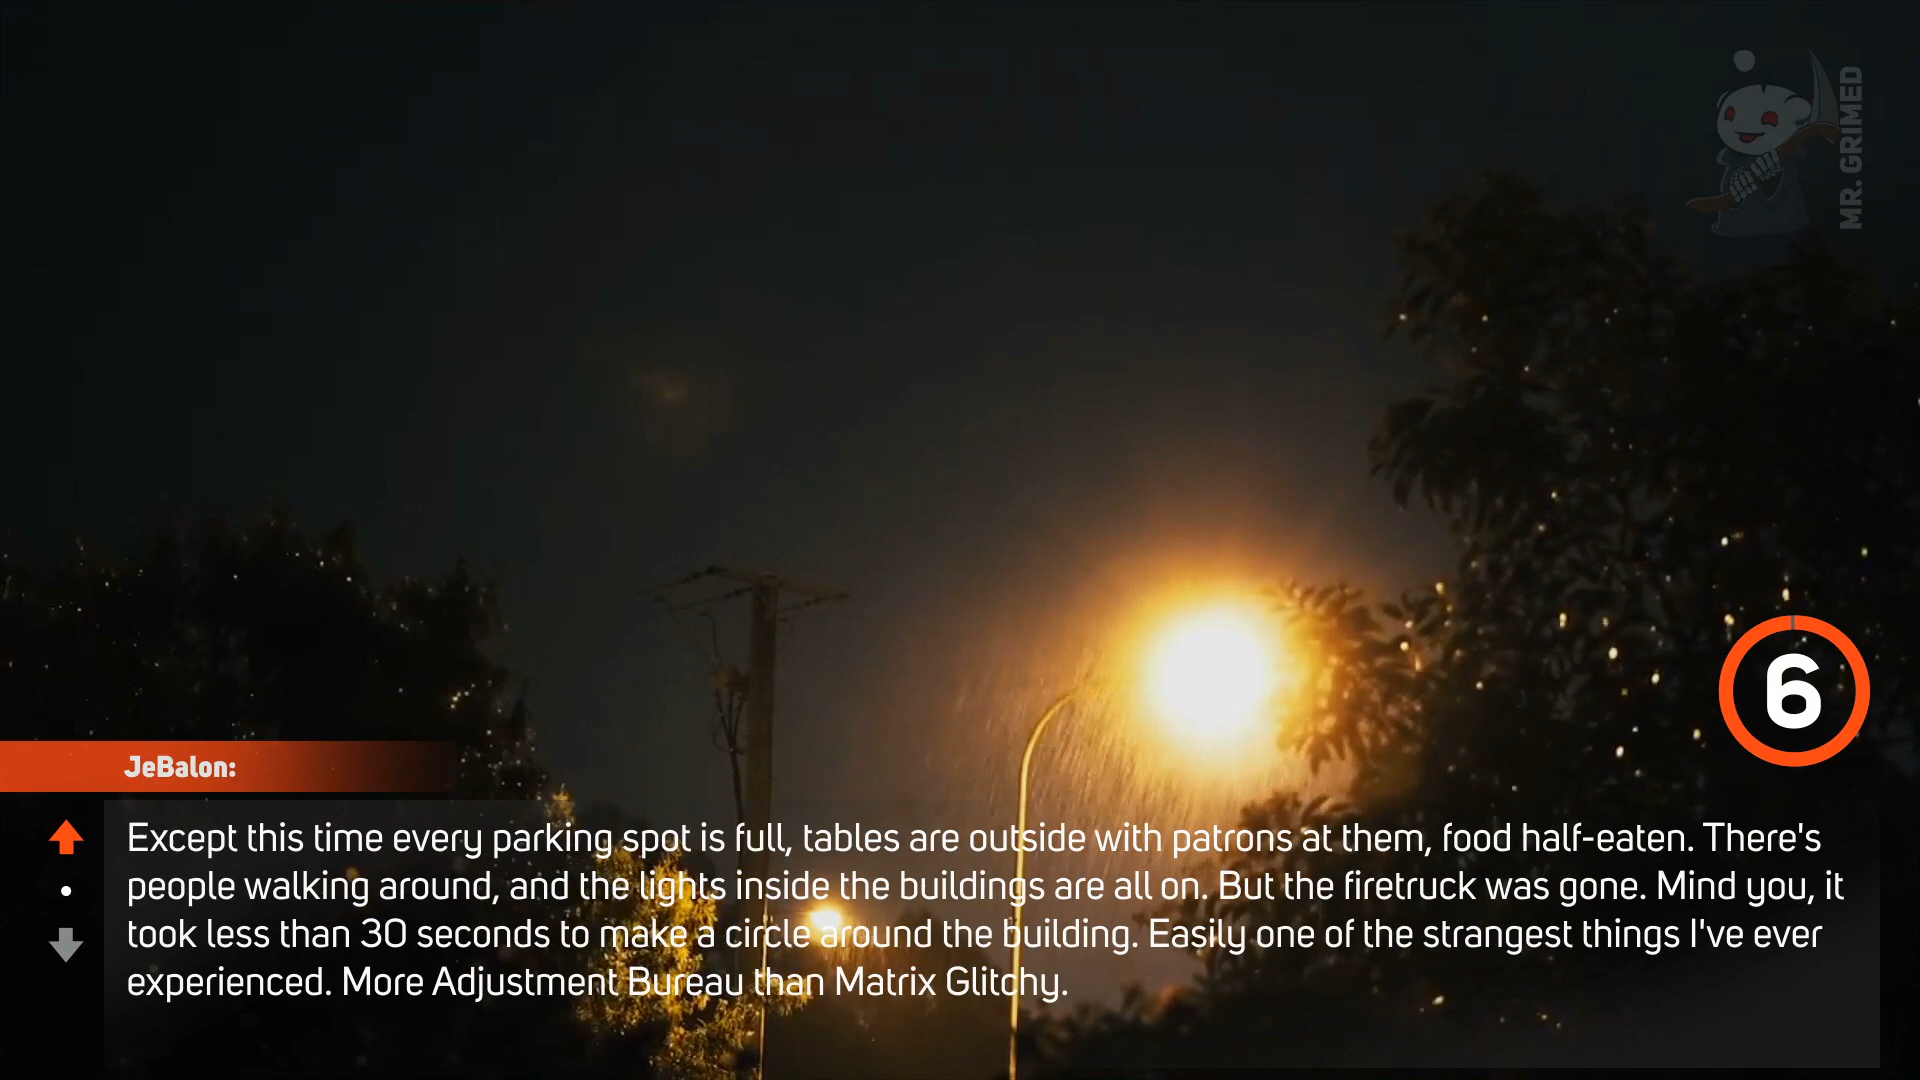 MR. GRIMED
6
JeBalon:
Except this time every parking spot is full, tables are outside with patrons at them, food half-eaten. There's
people walking around, and the lights inside the buildings are all on. But the firetruck was gone. Mind you, it
took less than 30 seconds to make a circle around the building. Easily one of the strangest things I've ever
experienced. More Adjustment Bureau than Matrix Glitchy.